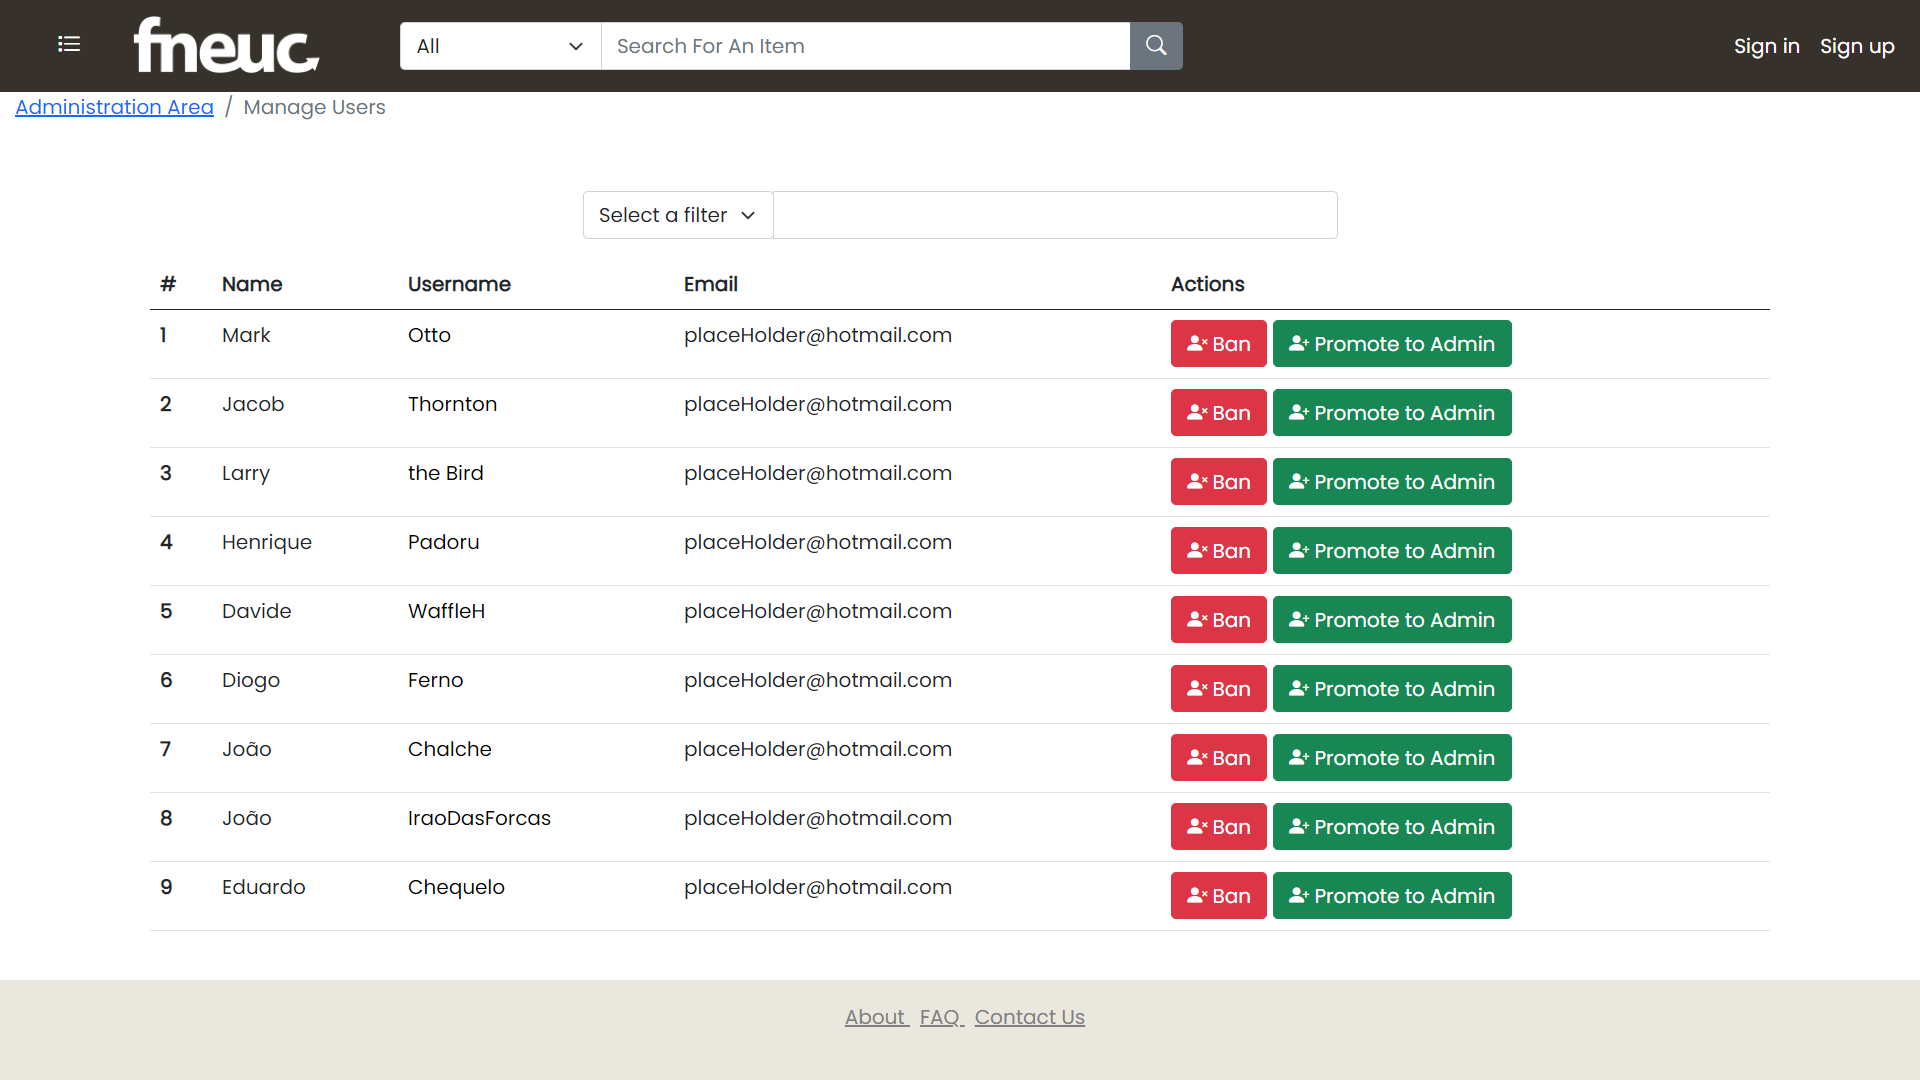 fneuc All Search For An Item Sign in Sign up
Administration Area / Manage Users
Select a filter
# Name Username Email Actions
1 Mark Otto placeHolder@hotmail.com Ban Promote to Admin
2 Jacob Thornton placeHolder@hotmail.com Ban Promote to Admin
3 Larry the Bird placeHolder@hotmail.com Ban Promote to Admin
4 Henrique Padoru placeHolder@hotmail.com Ban Promote to Admin
5 Davide WaffleH placeHolder@hotmail.com Ban Promote to Admin
6 Diogo Ferno placeHolder@hotmail.com Ban Promote to Admin
7 João Chalche placeHolder@hotmail.com Ban Promote to Admin
8 João IraoDasForcas placeHolder@hotmail.com Ban Promote to Admin
9 Eduardo Chequelo placeHolder@hotmail.com Ban Promote to Admin
About FAQ Contact Us